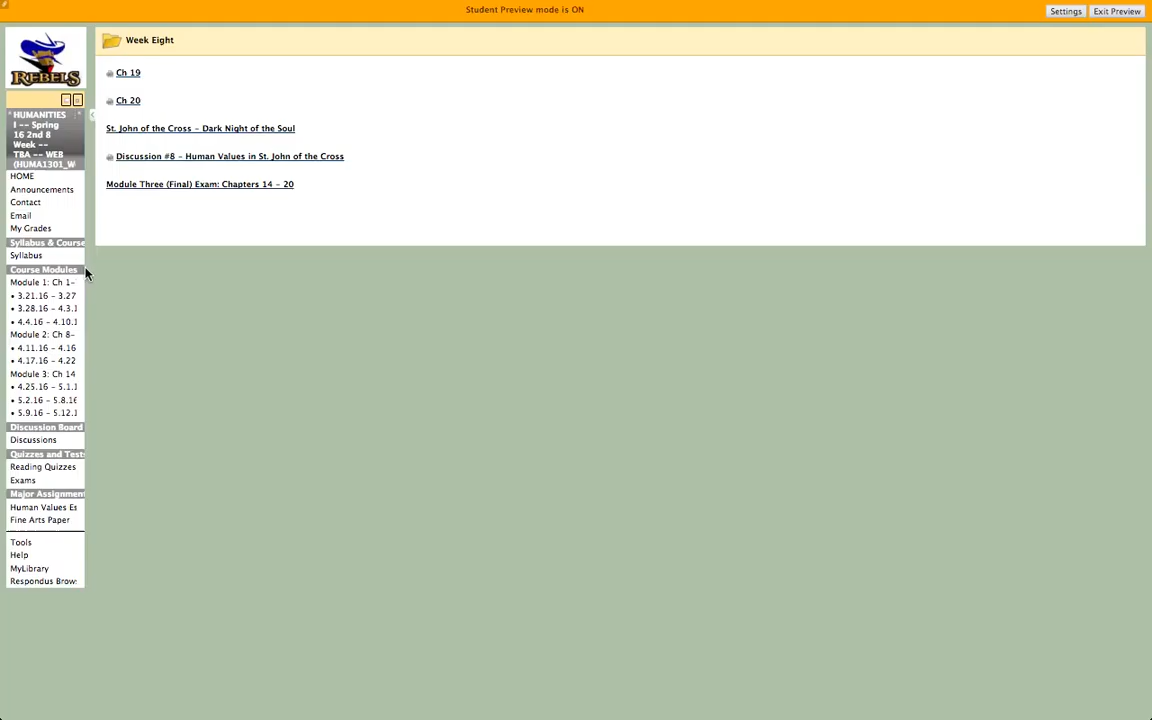 Student Preview mode is ON
Settings
Exit Preview
REBELS
Week Eight
Ch 19
Ch 20
St. John of the Cross - Dark Night of the Soul
Discussion #8 - Human Values in St. John of the Cross
Module Three (Final) Exam: Chapters 14 - 20
HUMANITIES
I -- Spring
16 2nd 8
Week --
TBA -- WEB
(HUMA1301_W
HOME
Announcements
Contact
Email
My Grades
Syllabus & Course
Syllabus
Course Modules
Module 1: Ch 1-
• 3.21.16 - 3.27
• 3.28.16 - 4.3.1
• 4.4.16 - 4.10.1
Module 2: Ch 8-
• 4.11.16 - 4.16
• 4.17.16 - 4.22
Module 3: Ch 14
• 4.25.16 - 5.1.1
• 5.2.16 - 5.8.16
• 5.9.16 - 5.12.1
Discussion Board
Discussions
Quizzes and Tests
Reading Quizzes
Exams
Major Assignmen
Human Values Es
Fine Arts Paper
Tools
Help
MyLibrary
Respondus Brow